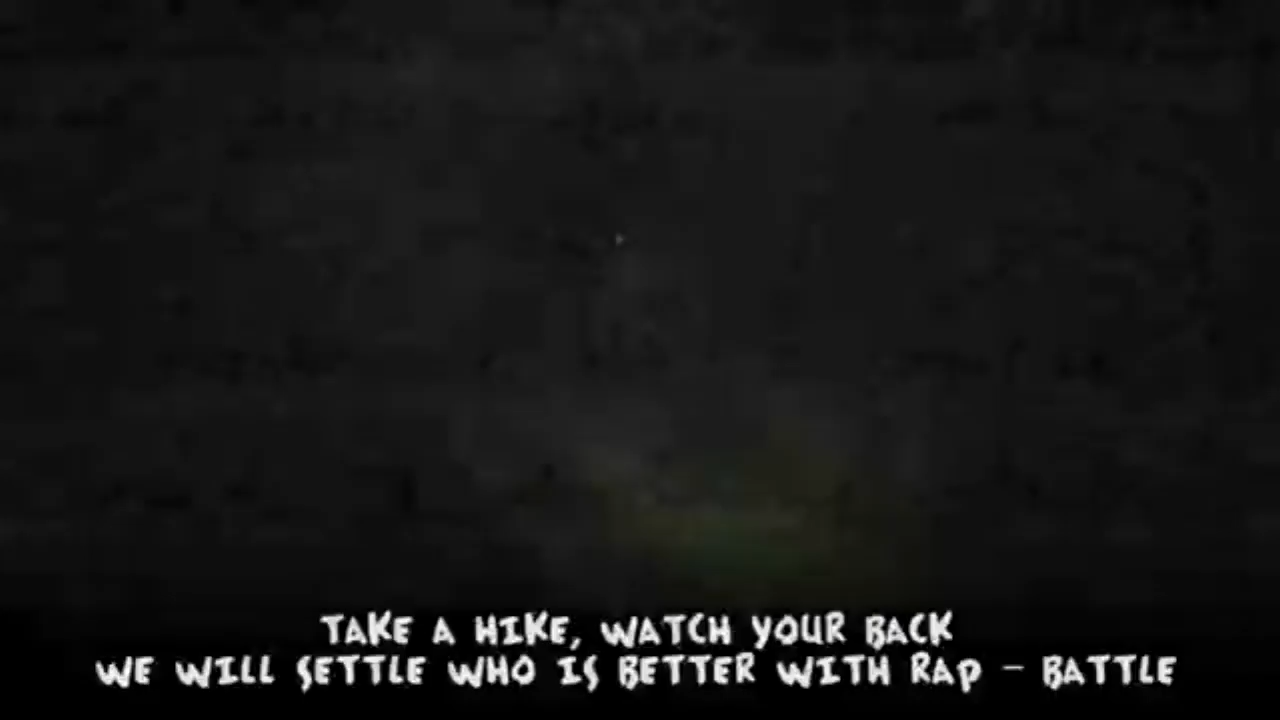 TAKE A HIKE, WATCH YOUR BACK
WE WILL SETTLE WHO IS BETTER WITH RAP - BATTLE